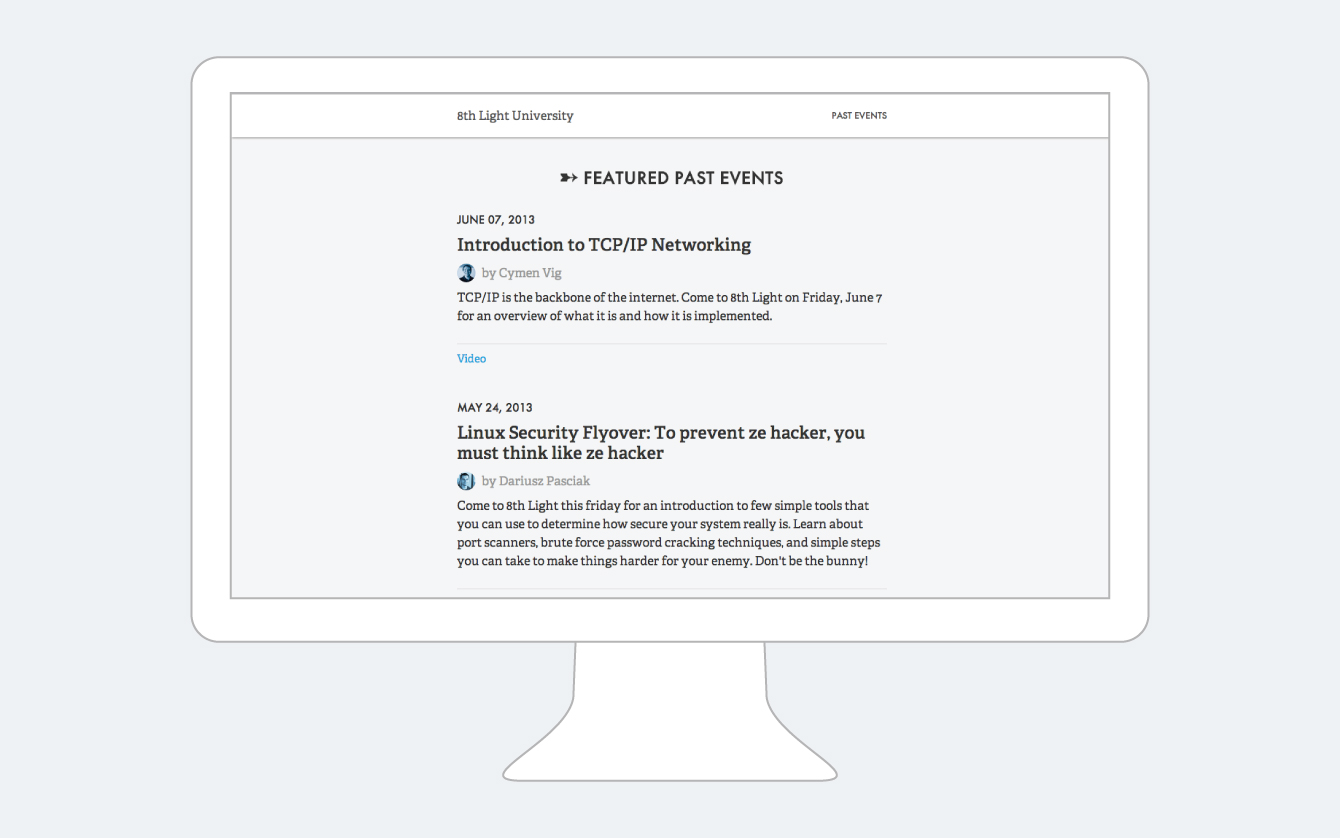 8th Light University
PAST EVENTS
➳ FEATURED PAST EVENTS
JUNE 07, 2013
Introduction to TCP/IP Networking
by Cymen Vig
TCP/IP is the backbone of the internet. Come to 8th Light on Friday, June 7
for an overview of what it is and how it is implemented.
Video
MAY 24, 2013
Linux Security Flyover: To prevent ze hacker, you
must think like ze hacker
by Dariusz Pasciak
Come to 8th Light this friday for an introduction to few simple tools that
you can use to determine how secure your system really is. Learn about
port scanners, brute force password cracking techniques, and simple steps
you can take to make things harder for your enemy. Don't be the bunny!